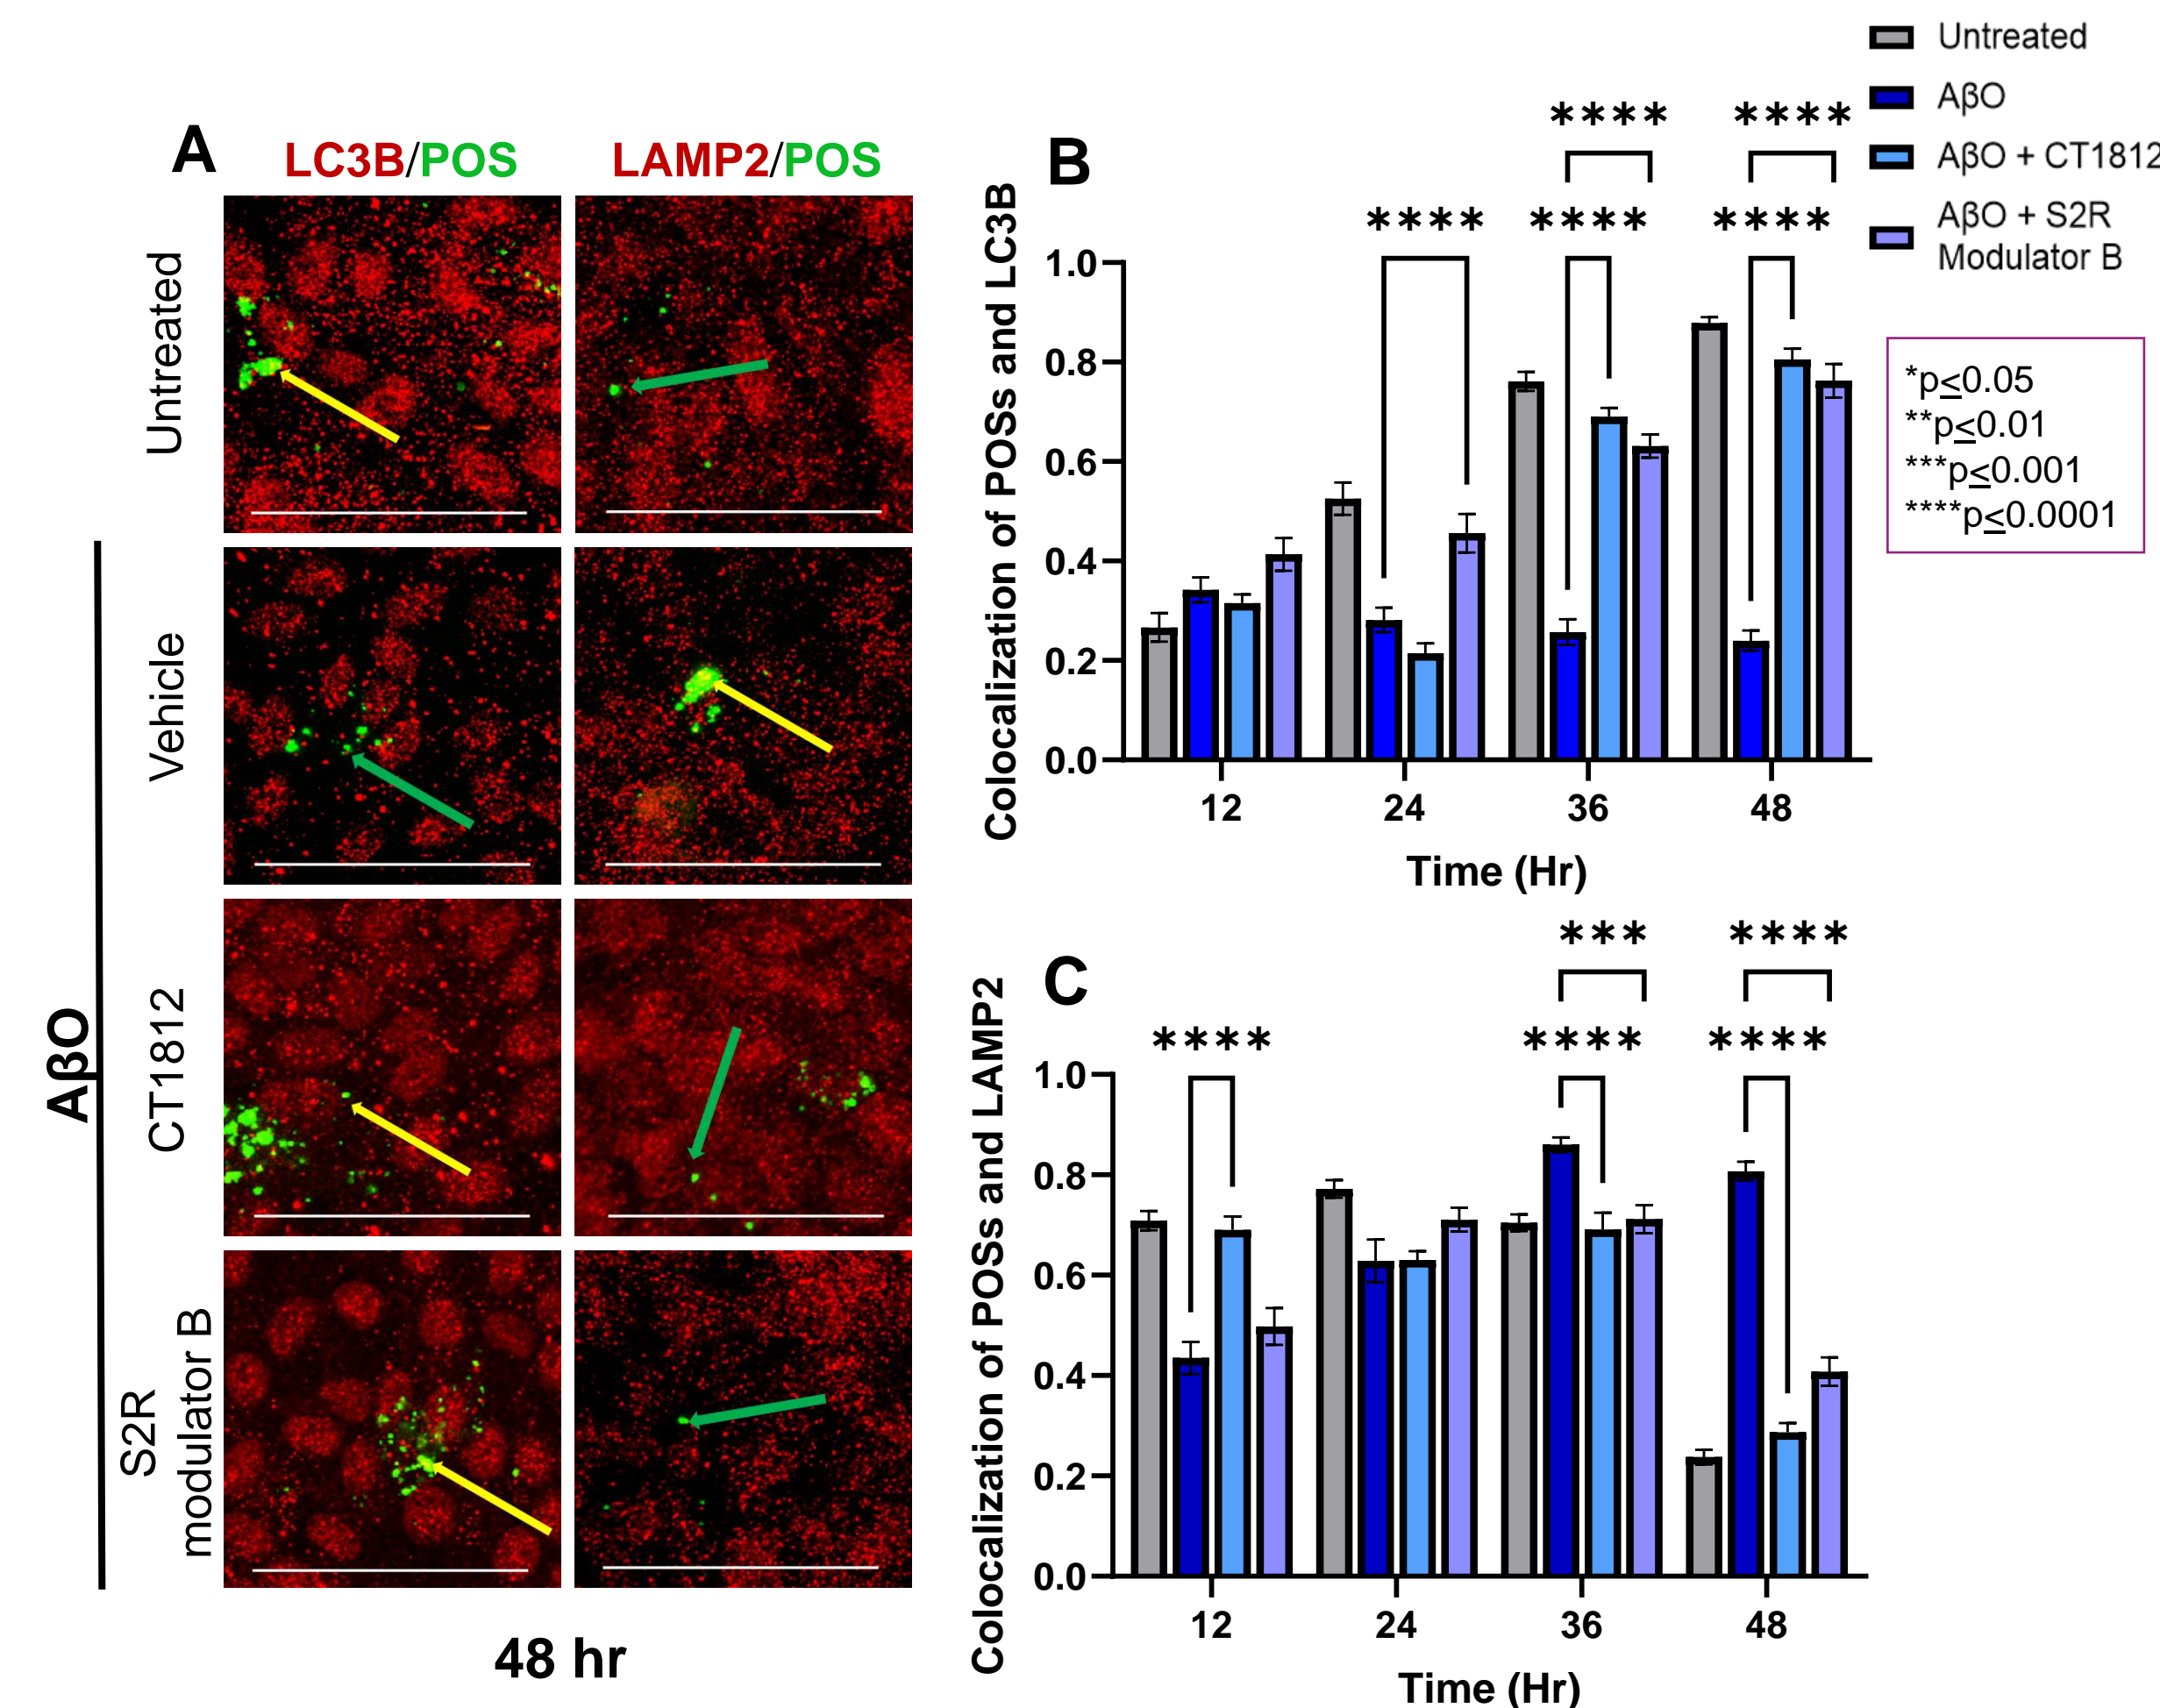 A
LC3B/POS
LAMP2/POS
Untreated
Vehicle
CT1812
S2R
modulator B
AβO
48 hr
B
Colocalization of POSs and LC3B
****
****
****
****
****
1.0
0.8
0.6
0.4
0.2
0.0
12
24
36
48
Time (Hr)
Untreated
AβO
AβO + CT1812
AβO + S2R
Modulator B
*p≤0.05
**p≤0.01
***p≤0.001
****p≤0.0001
C
Colocalization of POSs and LAMP2
***
****
****
****
****
1.0
0.8
0.6
0.4
0.2
0.0
12
24
36
48
Time (Hr)